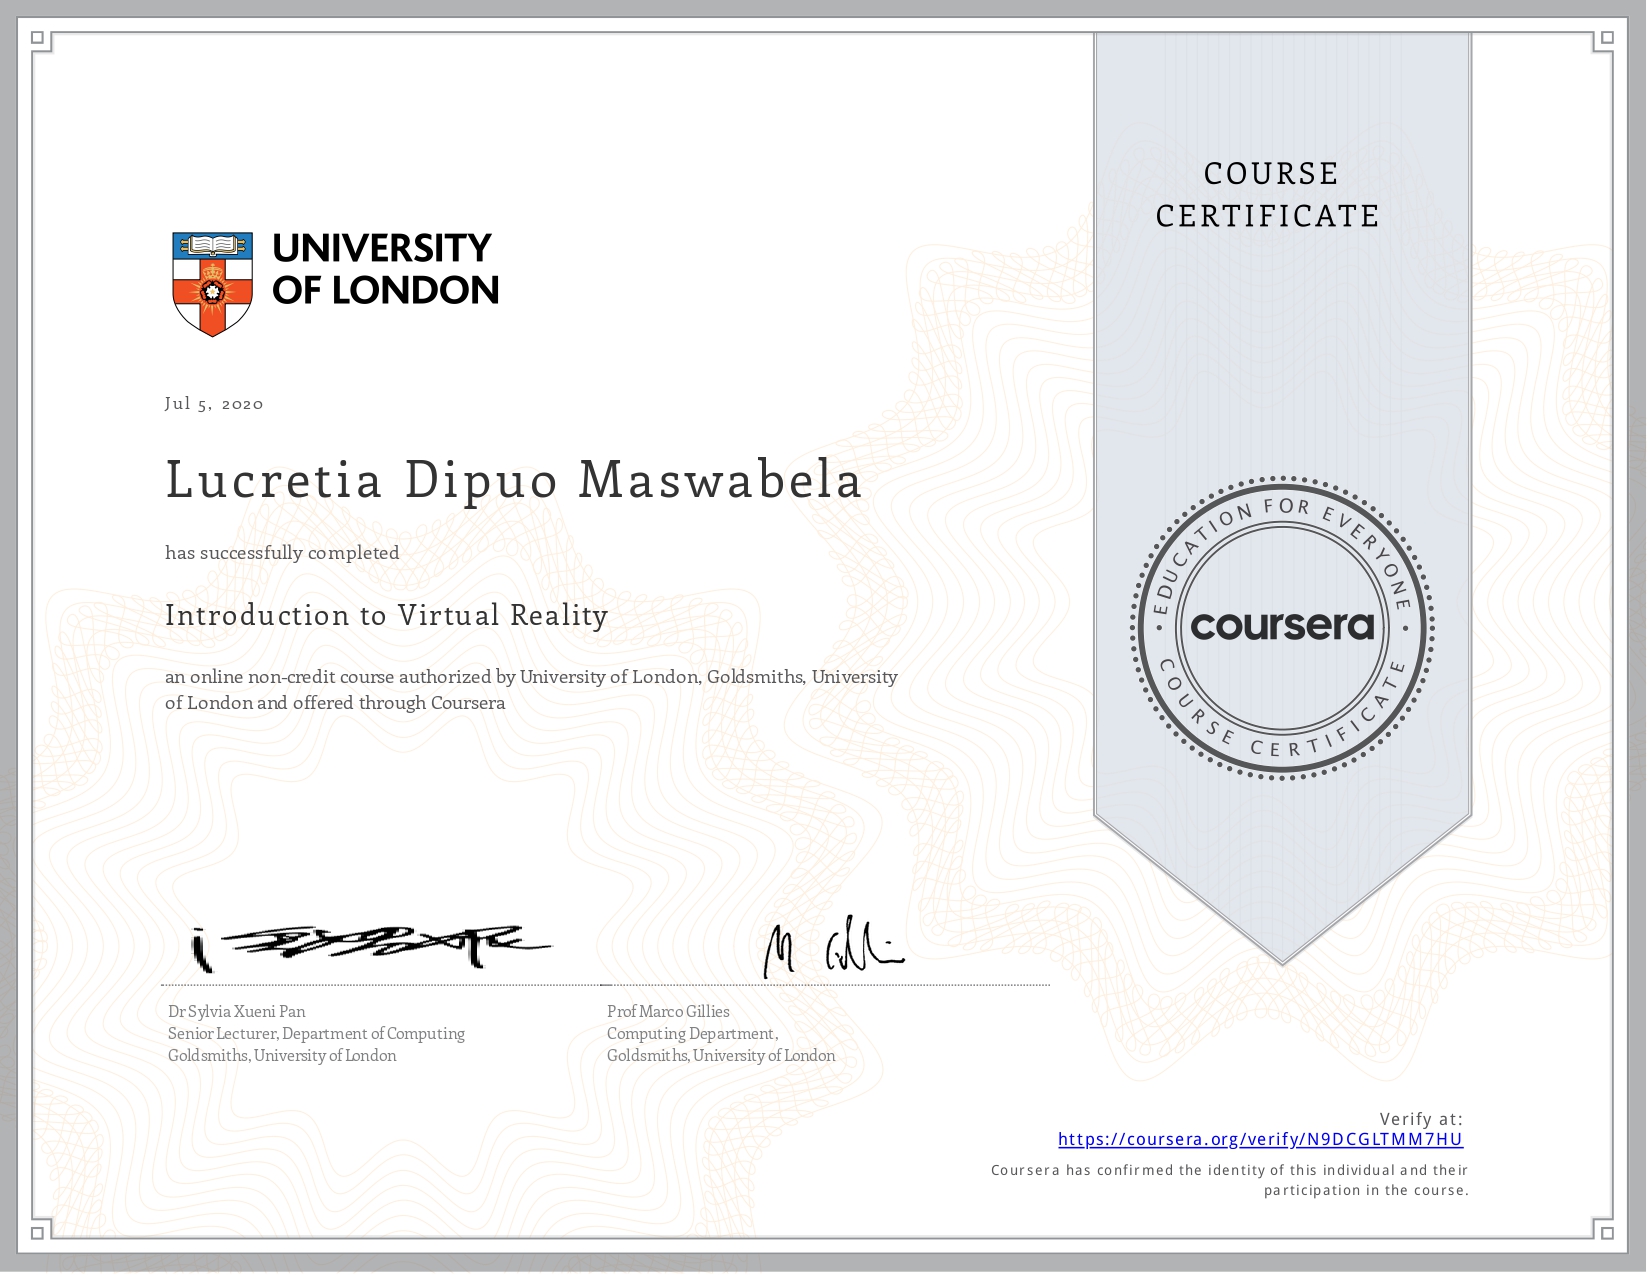 COURSE
CERTIFICATE
UNIVERSITY
OF LONDON
Jul 5, 2020
Lucretia Dipuo Maswabela
has successfully completed
Introduction to Virtual Reality
an online non-credit course authorized by University of London, Goldsmiths, University
of London and offered through Coursera
EDUCATION FOR EVERYONE
coursera
COURSE CERTIFICATE
Dr Sylvia Xueni Pan
Senior Lecturer, Department of Computing
Goldsmiths, University of London
Prof Marco Gillies
Computing Department,
Goldsmiths, University of London
Verify at:
https://coursera.org/verify/N9DCGLTMM7HU
Coursera has confirmed the identity of this individual and their
participation in the course.